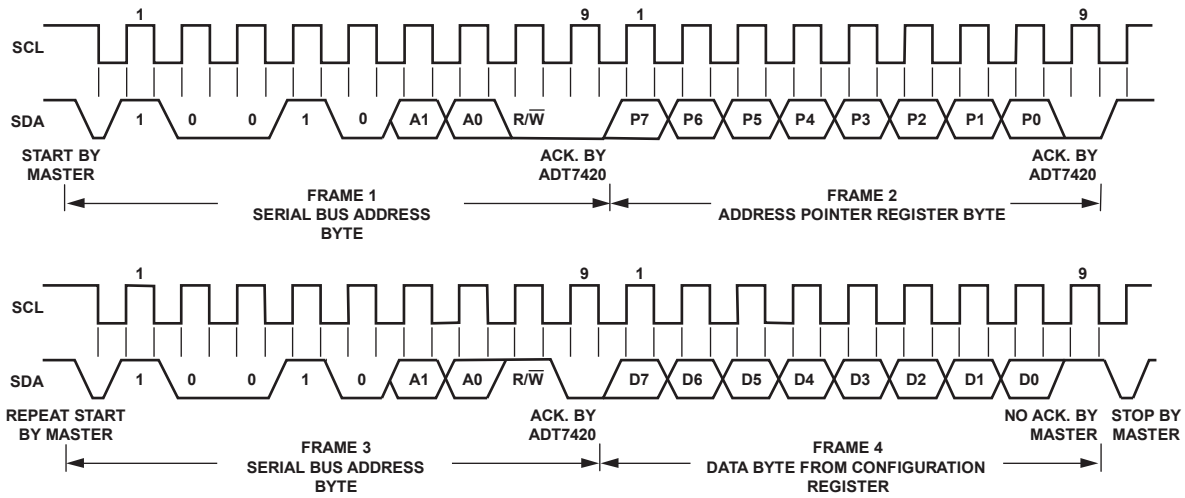 1 9 1 9
SCL
SDA 1 0 0 1 0 A1 A0 R/W̅ P7 P6 P5 P4 P3 P2 P1 P0
START BY
MASTER
ACK. BY
ADT7420
ACK. BY
ADT7420
FRAME 1
SERIAL BUS ADDRESS
BYTE
FRAME 2
ADDRESS POINTER REGISTER BYTE
1 9 1 9
SCL
SDA 1 0 0 1 0 A1 A0 R/W̅ D7 D6 D5 D4 D3 D2 D1 D0
REPEAT START
BY MASTER
ACK. BY
ADT7420
NO ACK. BY
MASTER
STOP BY
MASTER
FRAME 3
SERIAL BUS ADDRESS
BYTE
FRAME 4
DATA BYTE FROM CONFIGURATION
REGISTER